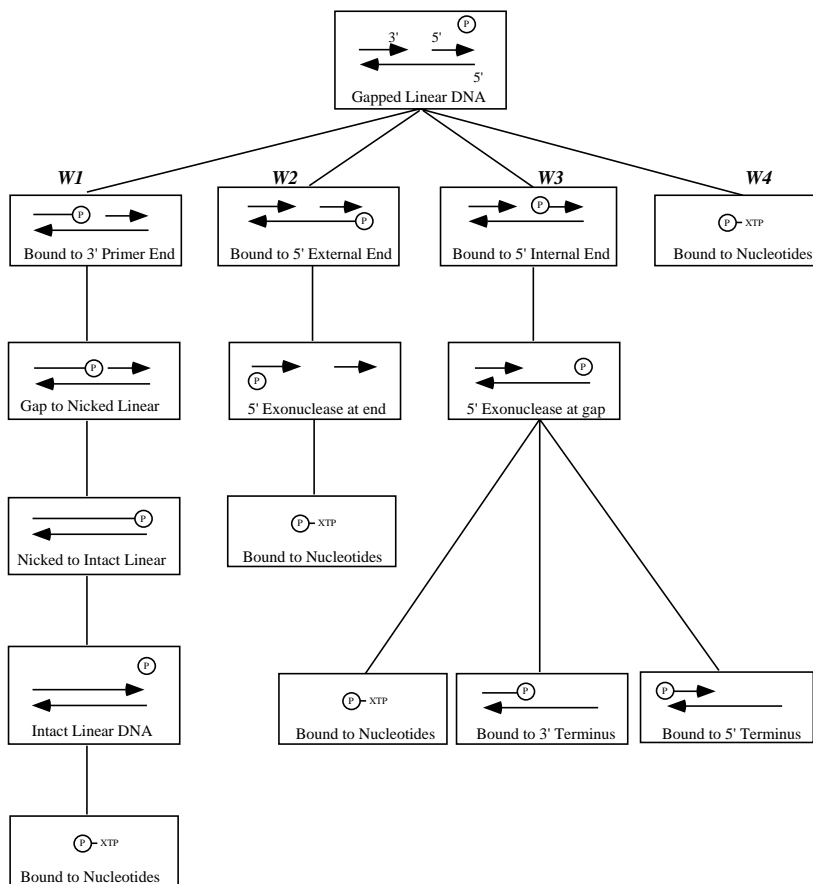 P
3' 5'
5'
Gapped Linear DNA
W1 W2 W3 W4
P
Bound to 3' Primer End
P
Bound to 5' External End
P
Bound to 5' Internal End
P XTP
Bound to Nucleotides
P
Gap to Nicked Linear
P
5' Exonuclease at end
P
5' Exonuclease at gap
P
Nicked to Intact Linear
P XTP
Bound to Nucleotides
P
Intact Linear DNA
P XTP
Bound to Nucleotides
P
Bound to 3' Terminus
P
Bound to 5' Terminus
P XTP
Bound to Nucleotides